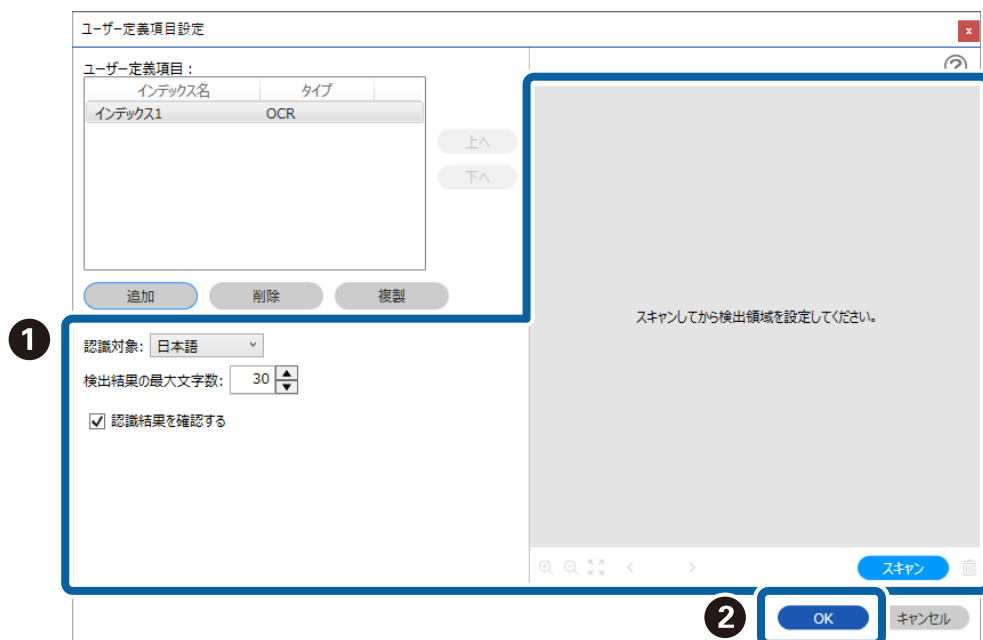 ユーザー定義項目設定
x
?
ユーザー定義項目：
インデックス名 タイプ
インデックス1 OCR
上へ
下へ
追加 削除 複製
スキャンしてから検出領域を設定してください。
1
認識対象: 日本語
検出結果の最大文字数: 30
認識結果を確認する
スキャン
2
OK キャンセル